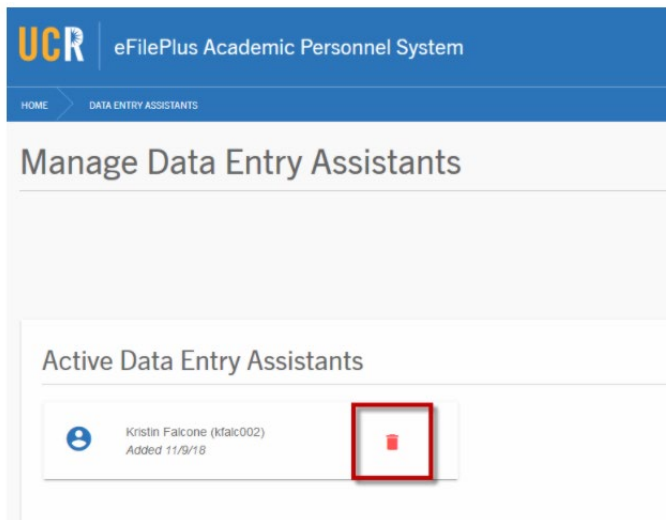 UCR
eFilePlus Academic Personnel System
HOME
DATA ENTRY ASSISTANTS
Manage Data Entry Assistants
Active Data Entry Assistants
Kristin Falcone (kfalc002)
Added 11/9/18